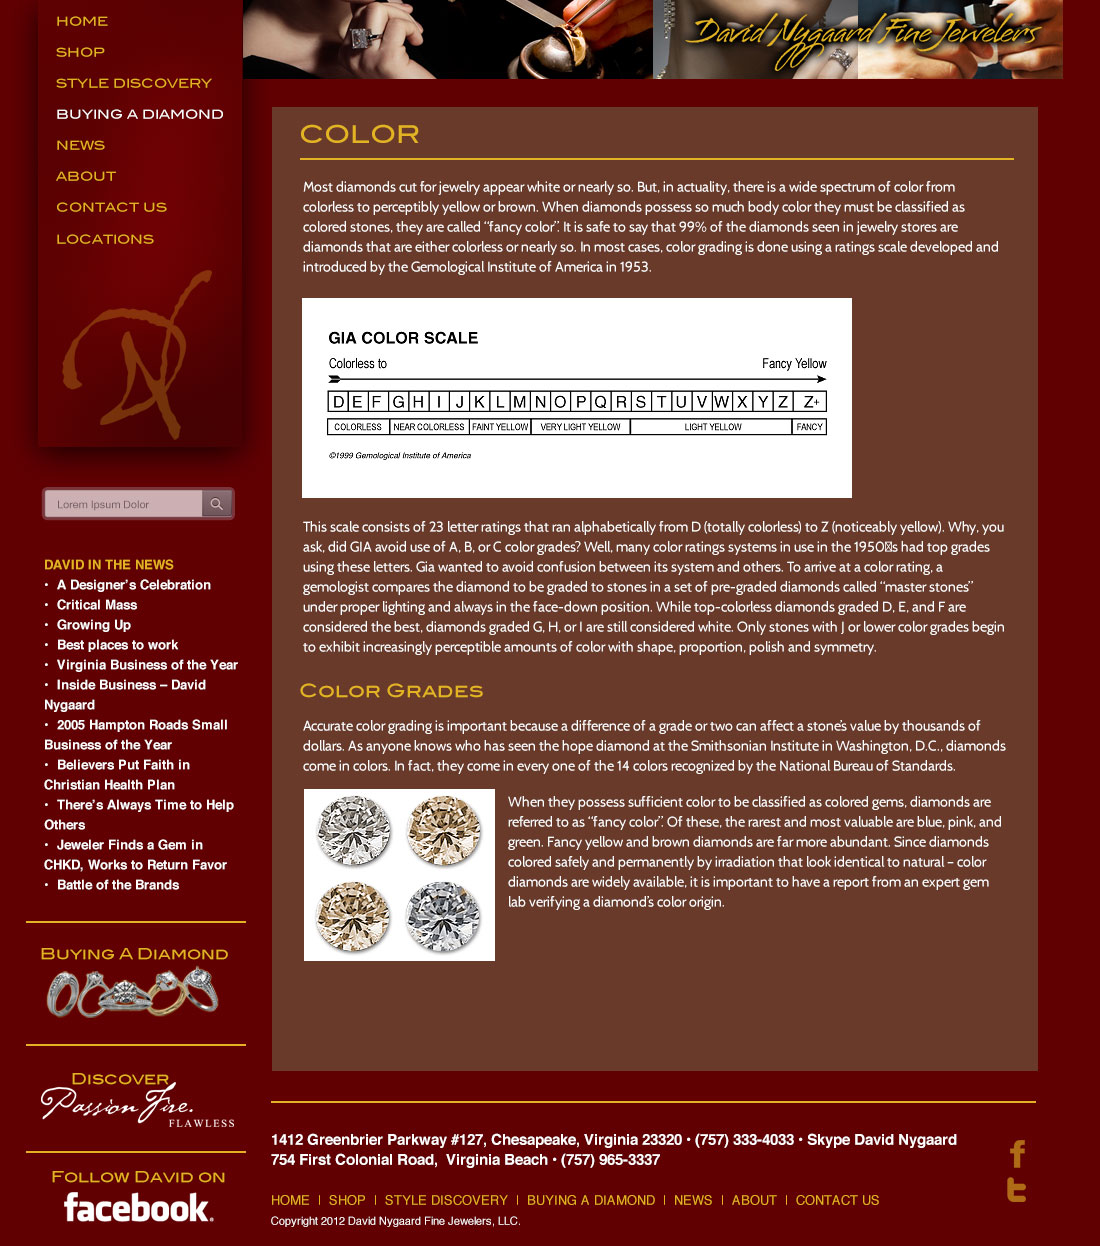 HOME
SHOP
STYLE DISCOVERY
BUYING A DIAMOND
NEWS
ABOUT
CONTACT US
LOCATIONS
David Nygaard Fine Jewelers
Lorem Ipsum Dolor
DAVID IN THE NEWS
• A Designer's Celebration
• Critical Mass
• Growing Up
• Best places to work
• Virginia Business of the Year
• Inside Business – David
Nygaard
• 2005 Hampton Roads Small
Business of the Year
• Believers Put Faith in
Christian Health Plan
• There's Always Time to Help
Others
• Jeweler Finds a Gem in
CHKD, Works to Return Favor
• Battle of the Brands
BUYING A DIAMOND
DISCOVER
Passion Fire.
FLAWLESS
FOLLOW DAVID ON
facebook.
COLOR
Most diamonds cut for jewelry appear white or nearly so. But, in actuality, there is a wide spectrum of color from
colorless to perceptibly yellow or brown. When diamonds possess so much body color they must be classified as
colored stones, they are called “fancy color”. It is safe to say that 99% of the diamonds seen in jewelry stores are
diamonds that are either colorless or nearly so. In most cases, color grading is done using a ratings scale developed and
introduced by the Gemological Institute of America in 1953.
GIA COLOR SCALE
Colorless to Fancy Yellow
D E F G H I J K L M N O P Q R S T U V W X Y Z Z+
COLORLESS NEAR COLORLESS FAINT YELLOW VERY LIGHT YELLOW LIGHT YELLOW FANCY
©1999 Gemological Institute of America
This scale consists of 23 letter ratings that ran alphabetically from D (totally colorless) to Z (noticeably yellow). Why, you
ask, did GIA avoid use of A, B, or C color grades? Well, many color ratings systems in use in the 1950s had top grades
using these letters. Gia wanted to avoid confusion between its system and others. To arrive at a color rating, a
gemologist compares the diamond to be graded to stones in a set of pre-graded diamonds called “master stones”
under proper lighting and always in the face-down position. While top-colorless diamonds graded D, E, and F are
considered the best, diamonds graded G, H, or I are still considered white. Only stones with J or lower color grades begin
to exhibit increasingly perceptible amounts of color with shape, proportion, polish and symmetry.
COLOR GRADES
Accurate color grading is important because a difference of a grade or two can affect a stone's value by thousands of
dollars. As anyone knows who has seen the hope diamond at the Smithsonian Institute in Washington, D.C., diamonds
come in colors. In fact, they come in every one of the 14 colors recognized by the National Bureau of Standards.
When they possess sufficient color to be classified as colored gems, diamonds are
referred to as “fancy color”. Of these, the rarest and most valuable are blue, pink, and
green. Fancy yellow and brown diamonds are far more abundant. Since diamonds
colored safely and permanently by irradiation that look identical to natural – color
diamonds are widely available, it is important to have a report from an expert gem
lab verifying a diamond's color origin.
1412 Greenbrier Parkway #127, Chesapeake, Virginia 23320 • (757) 333-4033 • Skype David Nygaard
754 First Colonial Road, Virginia Beach • (757) 965-3337
HOME | SHOP | STYLE DISCOVERY | BUYING A DIAMOND | NEWS | ABOUT | CONTACT US
Copyright 2012 David Nygaard Fine Jewelers, LLC.